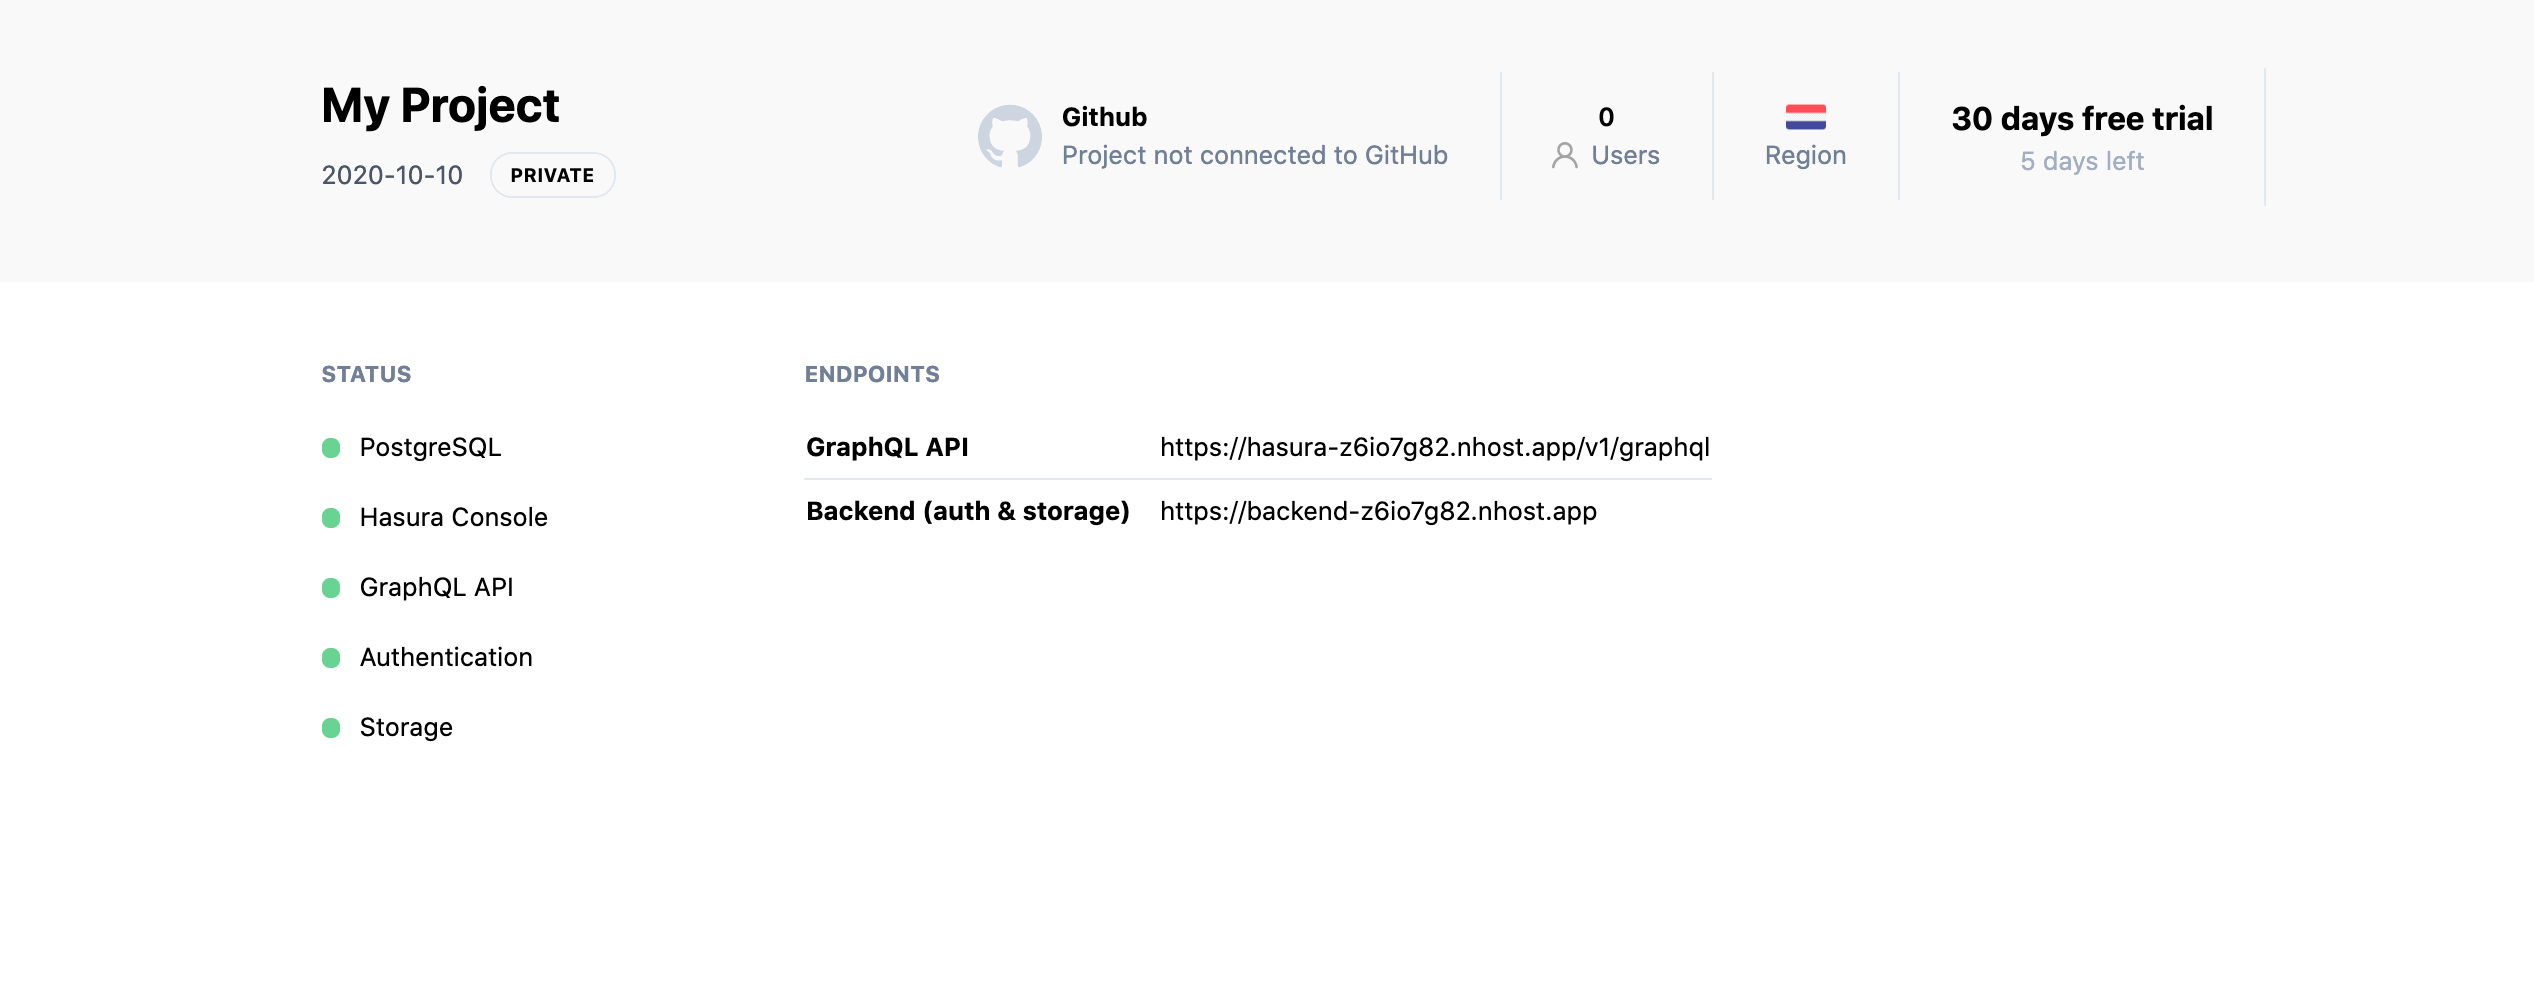 My Project
2020-10-10 PRIVATE
Github
Project not connected to GitHub
0
Users
Region
30 days free trial
5 days left
STATUS
PostgreSQL
Hasura Console
GraphQL API
Authentication
Storage
ENDPOINTS
GraphQL API https://hasura-z6io7g82.nhost.app/v1/graphql
Backend (auth & storage) https://backend-z6io7g82.nhost.app